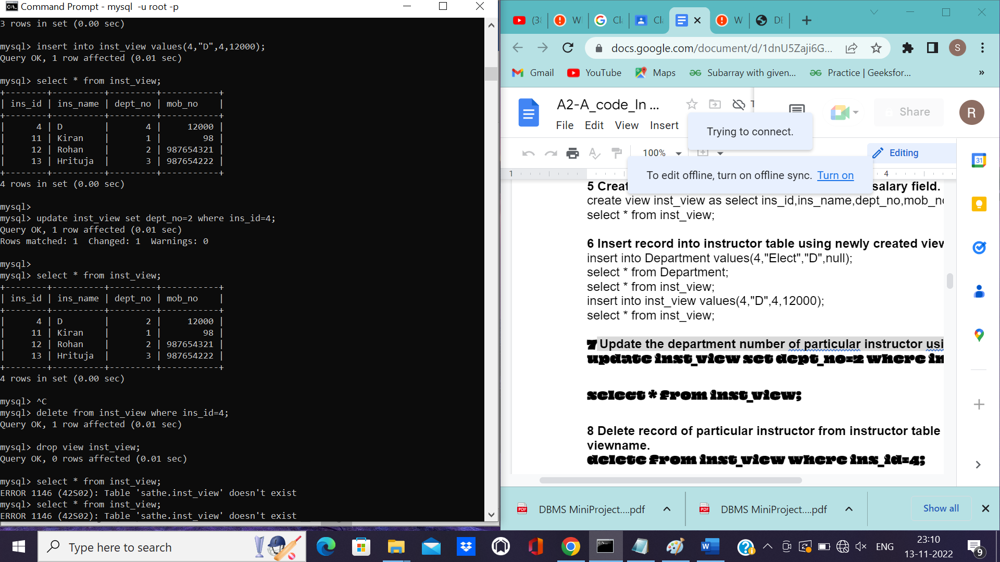 Command Prompt - mysql  -u root -p
3 rows in set (0.00 sec)
mysql> insert into inst_view values(4,"D",4,12000);
Query OK, 1 row affected (0.01 sec)
mysql> select * from inst_view;
+--------+----------+---------+-----------+
| ins_id | ins_name | dept_no | mob_no    |
+--------+----------+---------+-----------+
|      4 | D        |       4 |     12000 |
|     11 | Kiran    |       1 |        98 |
|     12 | Rohan    |       2 | 987654321 |
|     13 | Hrituja  |       3 | 987654222 |
+--------+----------+---------+-----------+
4 rows in set (0.00 sec)
mysql>
mysql> update inst_view set dept_no=2 where ins_id=4;
Query OK, 1 row affected (0.01 sec)
Rows matched: 1  Changed: 1  Warnings: 0
mysql>
mysql> select * from inst_view;
+--------+----------+---------+-----------+
| ins_id | ins_name | dept_no | mob_no    |
+--------+----------+---------+-----------+
|      4 | D        |       2 |     12000 |
|     11 | Kiran    |       1 |        98 |
|     12 | Rohan    |       2 | 987654321 |
|     13 | Hrituja  |       3 | 987654222 |
+--------+----------+---------+-----------+
4 rows in set (0.00 sec)
mysql> ^C
mysql> delete from inst_view where ins_id=4;
Query OK, 1 row affected (0.01 sec)
mysql> drop view inst_view;
Query OK, 0 rows affected (0.01 sec)
mysql> select * from inst_view;
ERROR 1146 (42S02): Table 'sathe.inst_view' doesn't exist
mysql> select * from inst_view;
ERROR 1146 (42S02): Table 'sathe.inst_view' doesn't exist
W Cl Cl W
docs.google.com/document/d/1dnU5Zaji6G... S
Gmail YouTube Maps Subarray with given... Practice | Geeksfor... »
A2-A_code_In ... Share R
File Edit View Insert
Trying to connect.
100% Editing 31
1 4
To edit offline, turn on offline sync. Turn on
5 Creat salary field.
create view inst_view as select ins_id,ins_name,dept_no,mob_no
select * from inst_view;
6 Insert record into instructor table using newly created view
insert into Department values(4,"Elect","D",null);
select * from Department;
select * from inst_view;
insert into inst_view values(4,"D",4,12000);
select * from inst_view;
7 Update the department number of particular instructor usi
update inst_view set dept_no=2 where in
select * from inst_view;
8 Delete record of particular instructor from instructor table
viewname.
delete from inst_view where ins_id=4;
PDF DBMS MiniProject....pdf PDF DBMS MiniProject....pdf Show all
Type here to search W ENG 23:10
13-11-2022 9